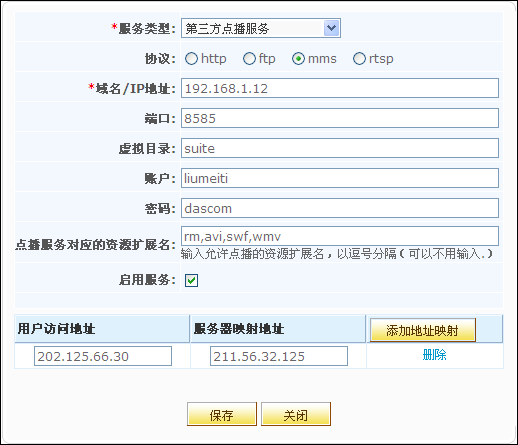 *服务类型: 第三方点播服务
协议: http ftp mms rtsp
*域名/IP地址: 192.168.1.12
端口: 8585
虚拟目录: suite
账户: liumeiti
密码: dascom
点播服务对应的资源扩展名: rm,avi,swf,wmv
输入允许点播的资源扩展名，以逗号分隔(可以不用输入.)
启用服务:
用户访问地址 服务器映射地址 添加地址映射
202.125.66.30 211.56.32.125 删除
保存 关闭